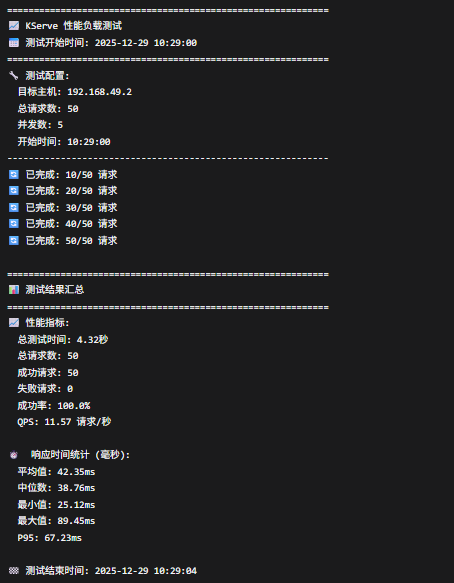 ============================================================
📈 KServe 性能负载测试
📅 测试开始时间: 2025-12-29 10:29:00
============================================================
🔧 测试配置:
目标主机: 192.168.49.2
总请求数: 50
并发数: 5
开始时间: 10:29:00
------------------------------------------------------------
🔄 已完成: 10/50 请求
🔄 已完成: 20/50 请求
🔄 已完成: 30/50 请求
🔄 已完成: 40/50 请求
🔄 已完成: 50/50 请求
============================================================
📊 测试结果汇总
============================================================
📈 性能指标:
总测试时间: 4.32秒
总请求数: 50
成功请求: 50
失败请求: 0
成功率: 100.0%
QPS: 11.57 请求/秒
⏱ 响应时间统计 (毫秒):
平均值: 42.35ms
中位数: 38.76ms
最小值: 25.12ms
最大值: 89.45ms
P95: 67.23ms
🏁 测试结束时间: 2025-12-29 10:29:04